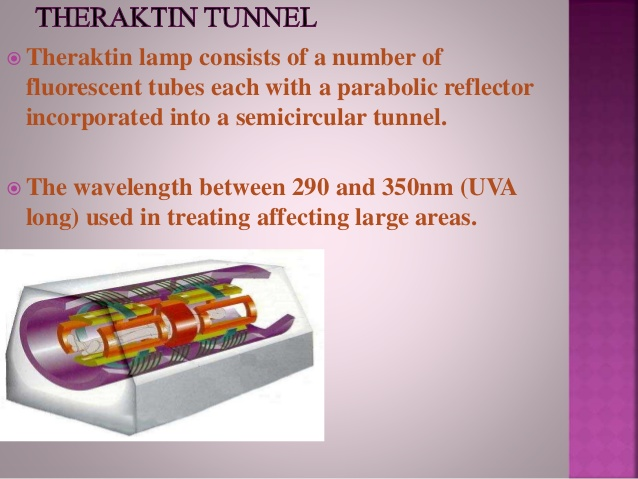 THERAKTIN TUNNEL
Theraktin lamp consists of a number of
fluorescent tubes each with a parabolic reflector
incorporated into a semicircular tunnel.
The wavelength between 290 and 350nm (UVA
long) used in treating affecting large areas.